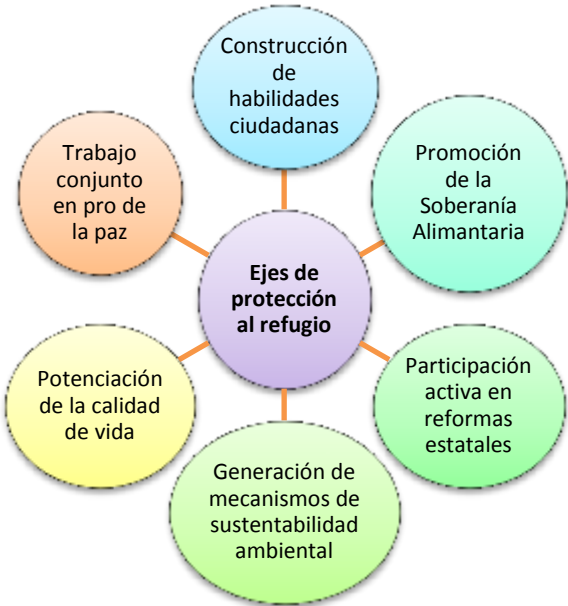 Construcción
de
habilidades
ciudadanas
Trabajo
conjunto
en pro de
la paz
Promoción
de la
Soberanía
Alimantaria
Ejes de
protección
al refugio
Potenciación
de la calidad
de vida
Participación
activa en
reformas
estatales
Generación de
mecanismos de
sustentabilidad
ambiental